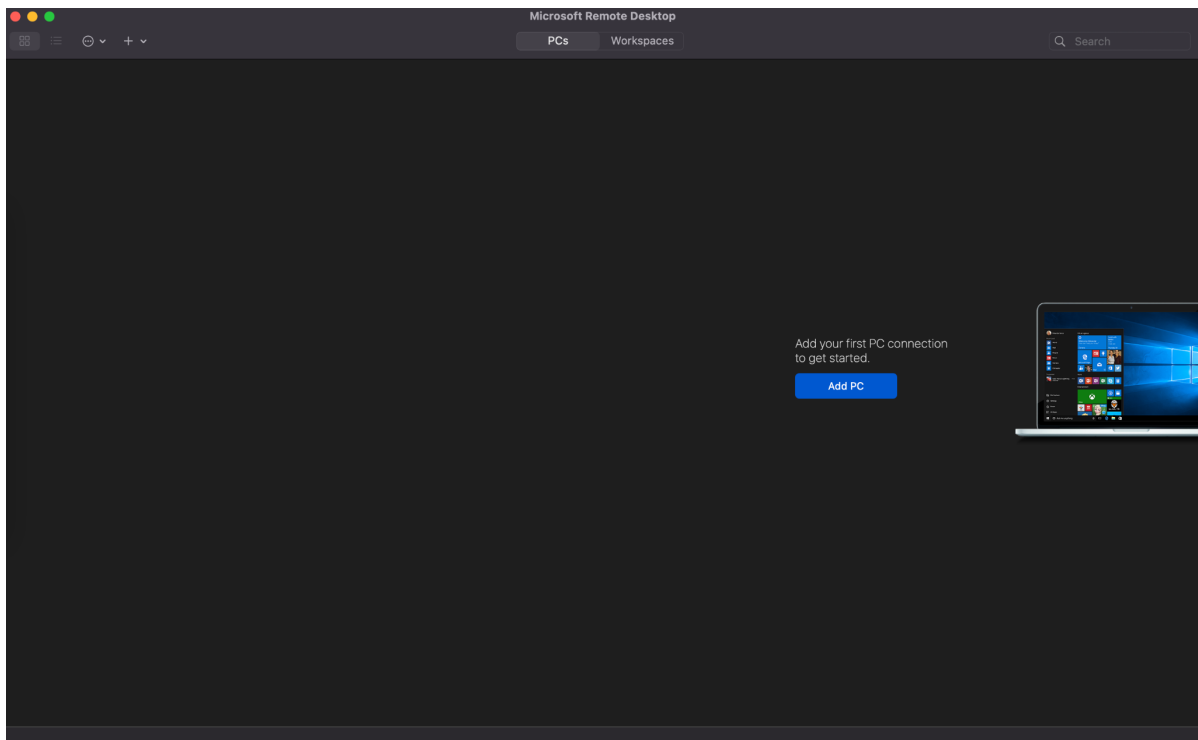 Microsoft Remote Desktop
PCs Workspaces
Search
Add your first PC connection
to get started.
Add PC